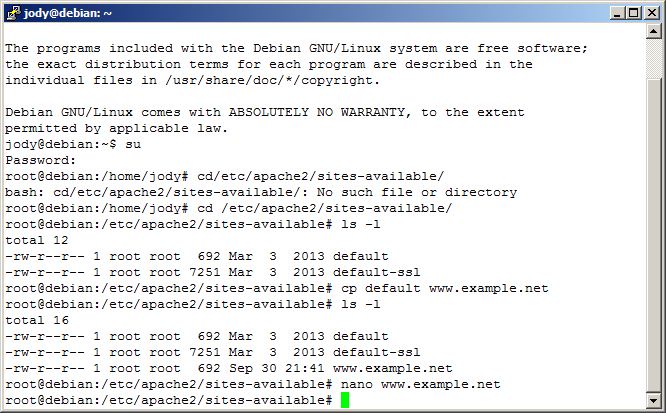 jody@debian: ~
The programs included with the Debian GNU/Linux system are free software;
the exact distribution terms for each program are described in the
individual files in /usr/share/doc/*/copyright.
Debian GNU/Linux comes with ABSOLUTELY NO WARRANTY, to the extent
permitted by applicable law.
jody@debian:~$ su
Password:
root@debian:/home/jody# cd/etc/apache2/sites-available/
bash: cd/etc/apache2/sites-available/: No such file or directory
root@debian:/home/jody# cd /etc/apache2/sites-available/
root@debian:/etc/apache2/sites-available# ls -l
total 12
-rw-r--r-- 1 root root  692 Mar  3  2013 default
-rw-r--r-- 1 root root 7251 Mar  3  2013 default-ssl
root@debian:/etc/apache2/sites-available# cp default www.example.net
root@debian:/etc/apache2/sites-available# ls -l
total 16
-rw-r--r-- 1 root root  692 Mar  3  2013 default
-rw-r--r-- 1 root root 7251 Mar  3  2013 default-ssl
-rw-r--r-- 1 root root  692 Sep 30 21:41 www.example.net
root@debian:/etc/apache2/sites-available# nano www.example.net
root@debian:/etc/apache2/sites-available#